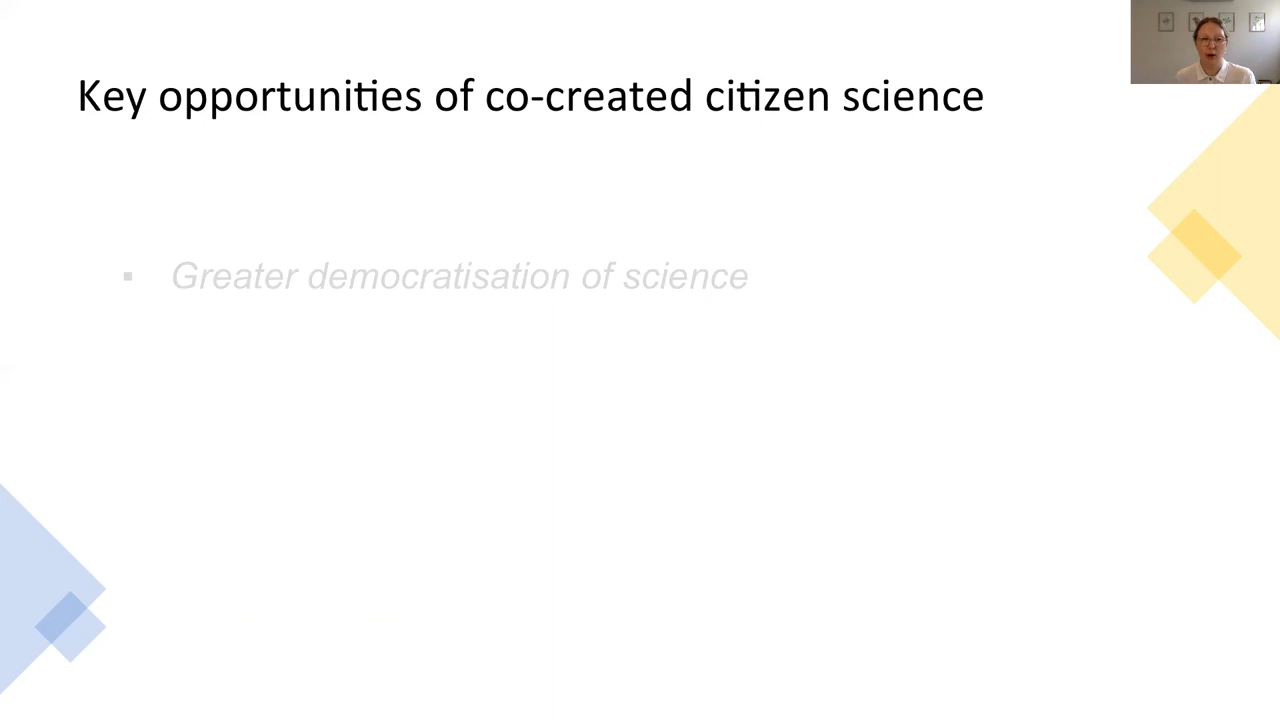 Key opportunities of co-created citizen science
▪ Greater democratisation of science